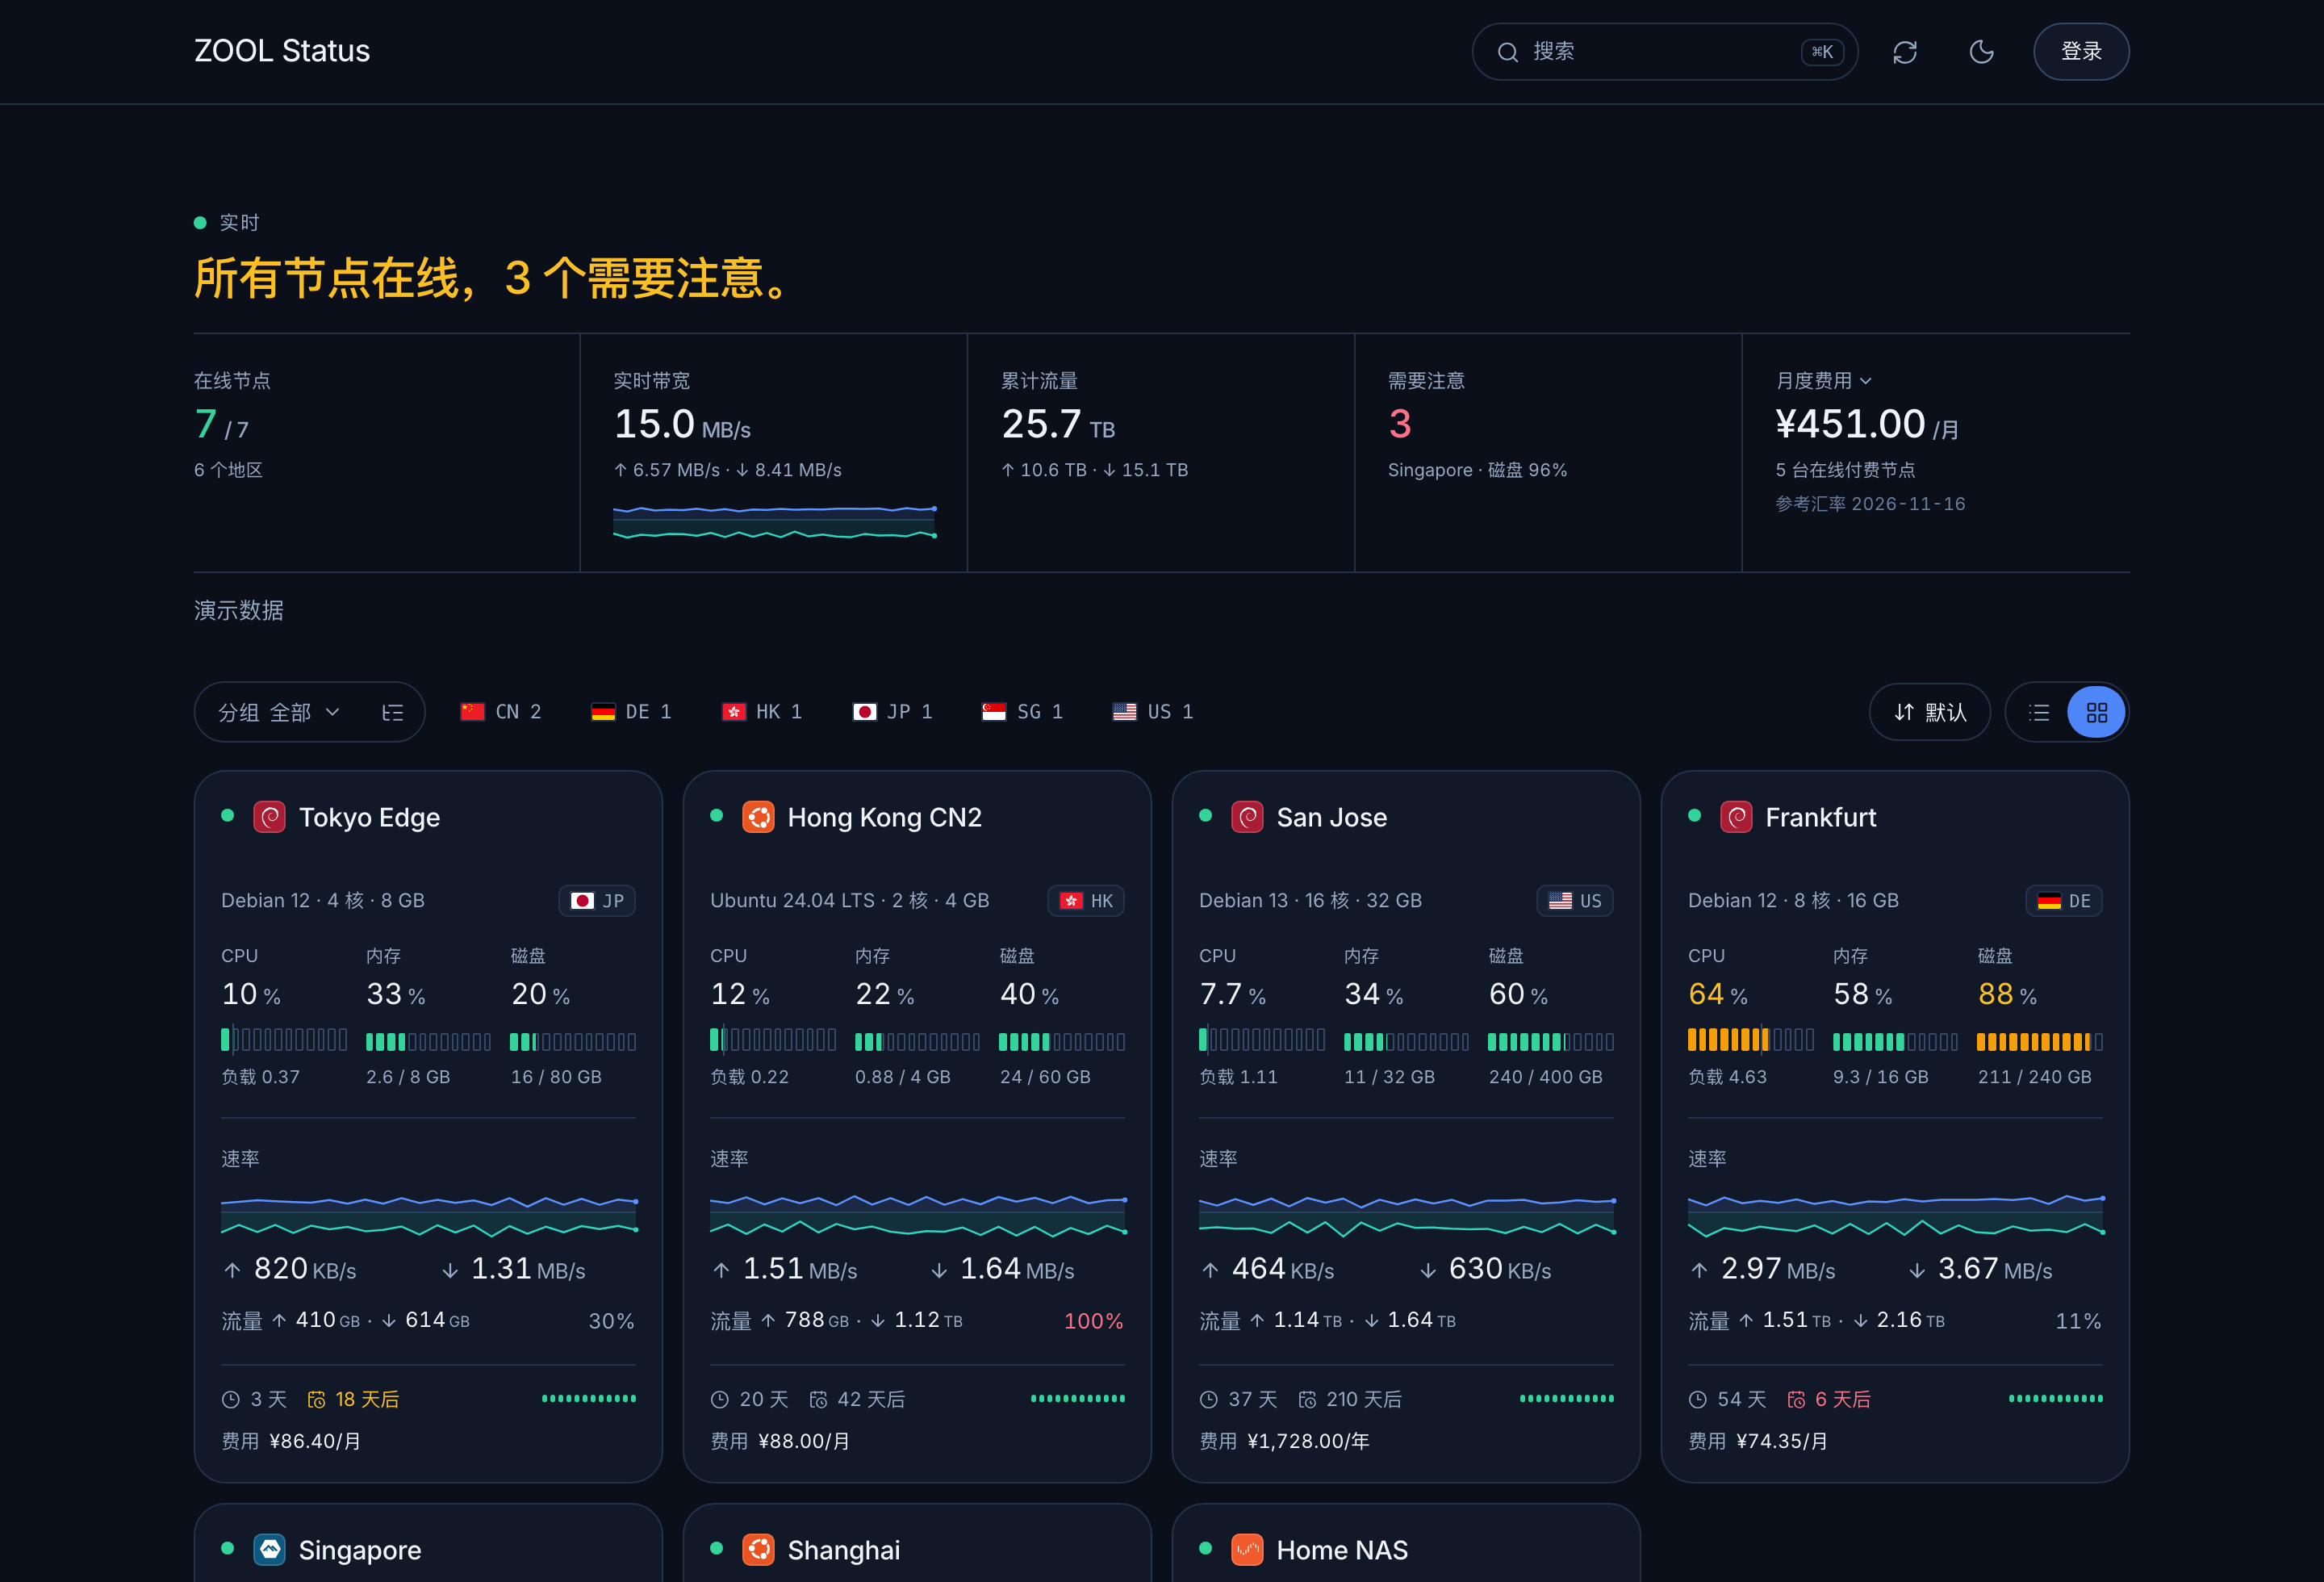 ZOOL Status
搜索 ⌘K 登录
实时
所有节点在线，3 个需要注意。
在线节点
7 / 7
6 个地区
实时带宽
15.0 MB/s
↑ 6.57 MB/s · ↓ 8.41 MB/s
累计流量
25.7 TB
↑ 10.6 TB · ↓ 15.1 TB
需要注意
3
Singapore · 磁盘 96%
月度费用
¥451.00 /月
5 台在线付费节点
参考汇率 2026-11-16
演示数据
分组 全部 CN 2 DE 1 HK 1 JP 1 SG 1 US 1 默认
Tokyo Edge
Debian 12 · 4 核 · 8 GB JP
CPU 内存 磁盘
10 % 33 % 20 %
负载 0.37 2.6 / 8 GB 16 / 80 GB
速率
↑ 820 KB/s ↓ 1.31 MB/s
流量 ↑ 410 GB · ↓ 614 GB 30%
3 天 18 天后
费用 ¥86.40/月
Hong Kong CN2
Ubuntu 24.04 LTS · 2 核 · 4 GB HK
CPU 内存 磁盘
12 % 22 % 40 %
负载 0.22 0.88 / 4 GB 24 / 60 GB
速率
↑ 1.51 MB/s ↓ 1.64 MB/s
流量 ↑ 788 GB · ↓ 1.12 TB 100%
20 天 42 天后
费用 ¥88.00/月
San Jose
Debian 13 · 16 核 · 32 GB US
CPU 内存 磁盘
7.7 % 34 % 60 %
负载 1.11 11 / 32 GB 240 / 400 GB
速率
↑ 464 KB/s ↓ 630 KB/s
流量 ↑ 1.14 TB · ↓ 1.64 TB
37 天 210 天后
费用 ¥1,728.00/年
Frankfurt
Debian 12 · 8 核 · 16 GB DE
CPU 内存 磁盘
64 % 58 % 88 %
负载 4.63 9.3 / 16 GB 211 / 240 GB
速率
↑ 2.97 MB/s ↓ 3.67 MB/s
流量 ↑ 1.51 TB · ↓ 2.16 TB 11%
54 天 6 天后
费用 ¥74.35/月
Singapore
Shanghai
Home NAS